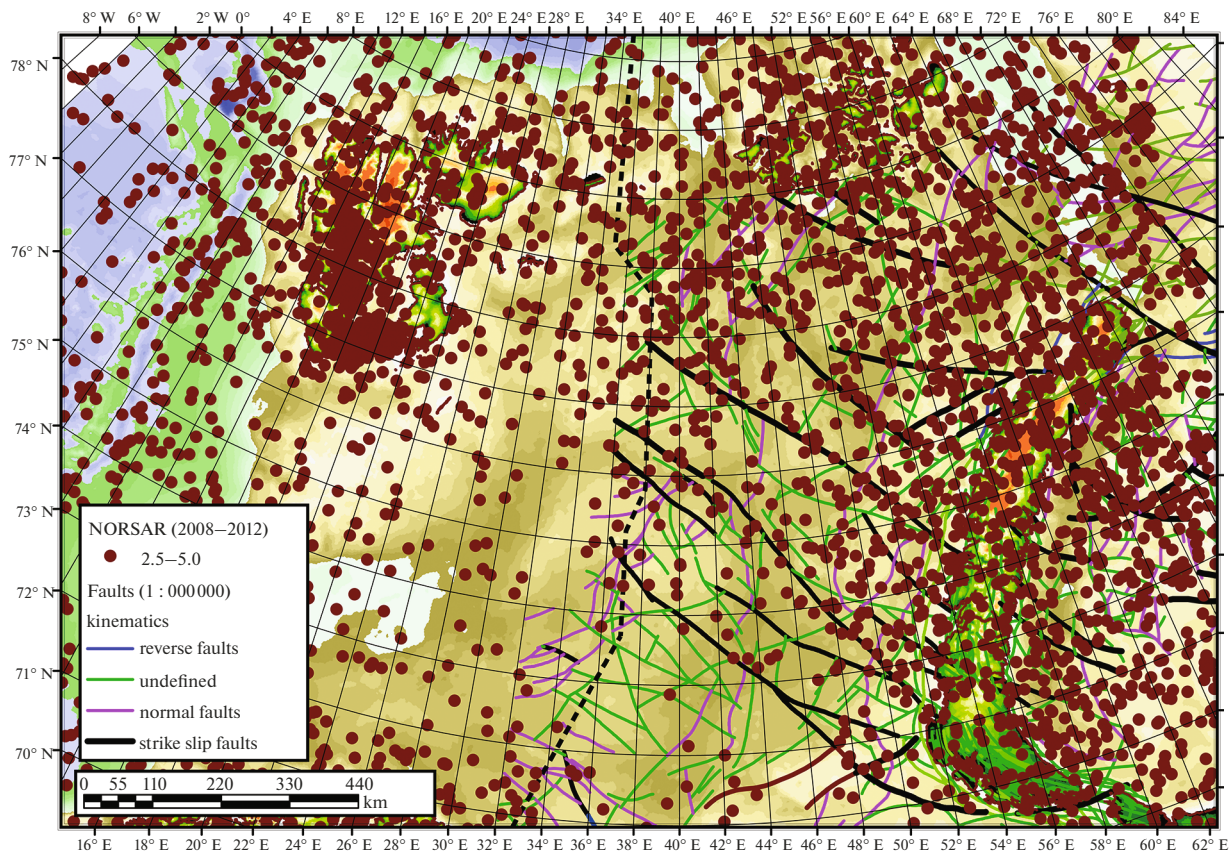 8° W 6° W 2° W 0° 4° E 8° E 12° E 16° E 20° E 24° E 28° E 34° E 40° E 46° E 52° E 56° E 60° E 64° E 68° E 72° E 76° E 80° E 84° E
78° N
77° N
76° N
75° N
74° N
73° N
72° N
71° N
70° N
NORSAR (2008–2012)
2.5–5.0
Faults (1 : 000000)
kinematics
reverse faults
undefined
normal faults
strike slip faults
0 55 110 220 330 440
km
16° E 18° E 20° E 22° E 24° E 26° E 28° E 30° E 32° E 34° E 36° E 38° E 40° E 42° E 44° E 46° E 48° E 50° E 52° E 54° E 56° E 58° E 60° E 62° E